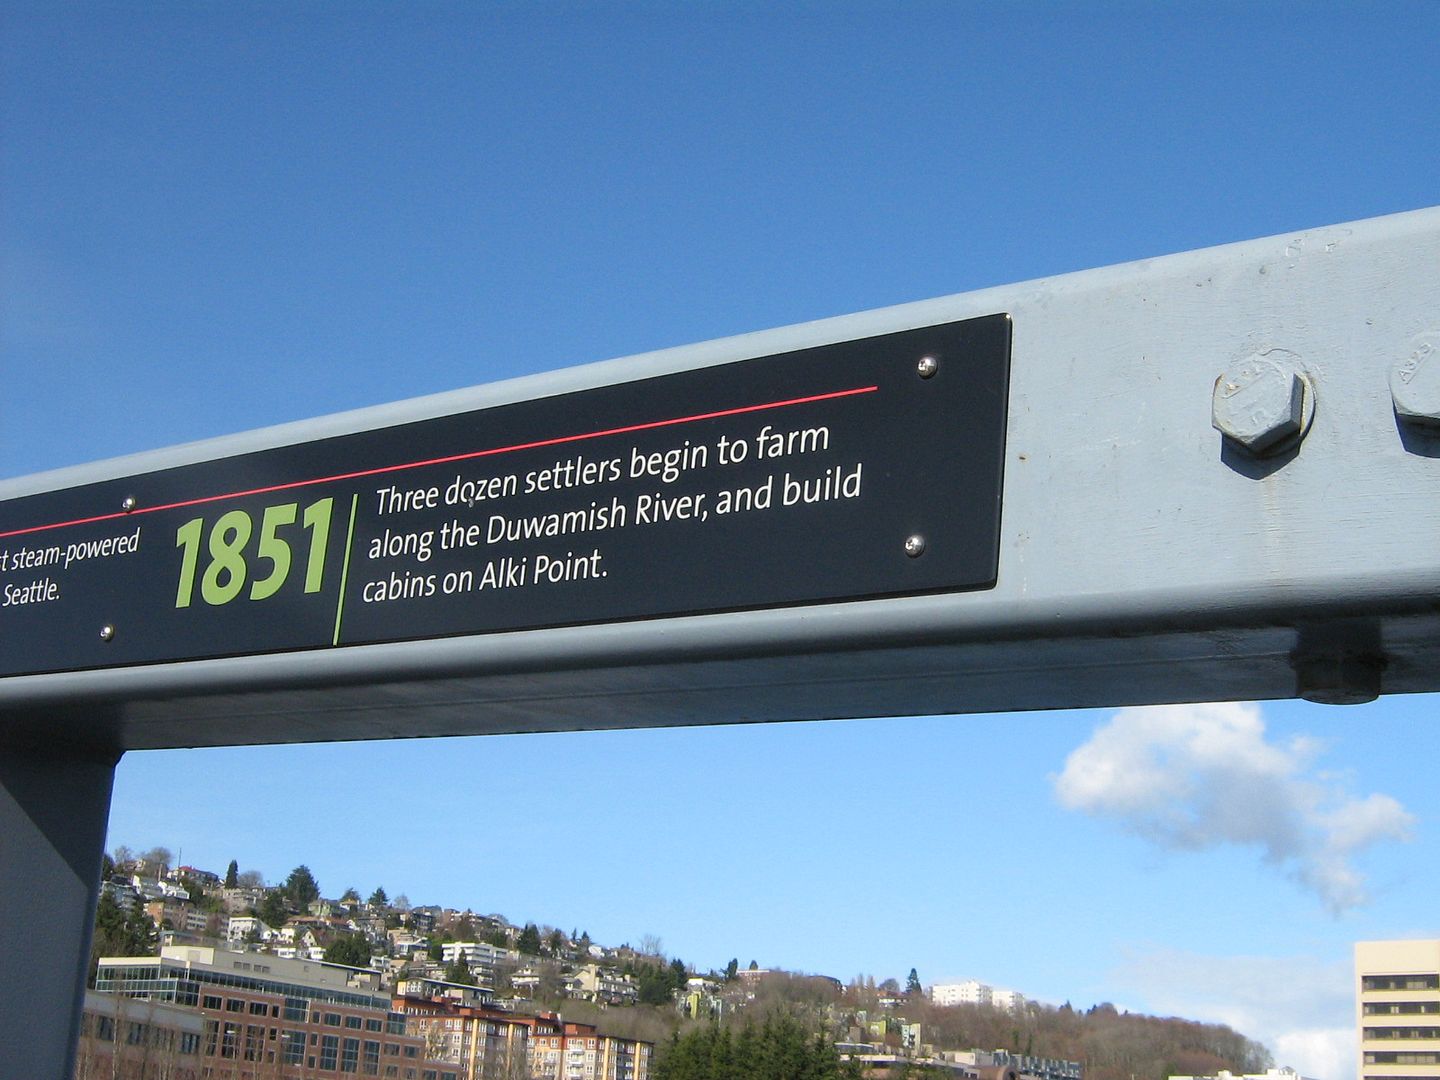 steam-powered
Seattle.
1851
Three dozen settlers begin to farm
along the Duwamish River, and build
cabins on Alki Point.